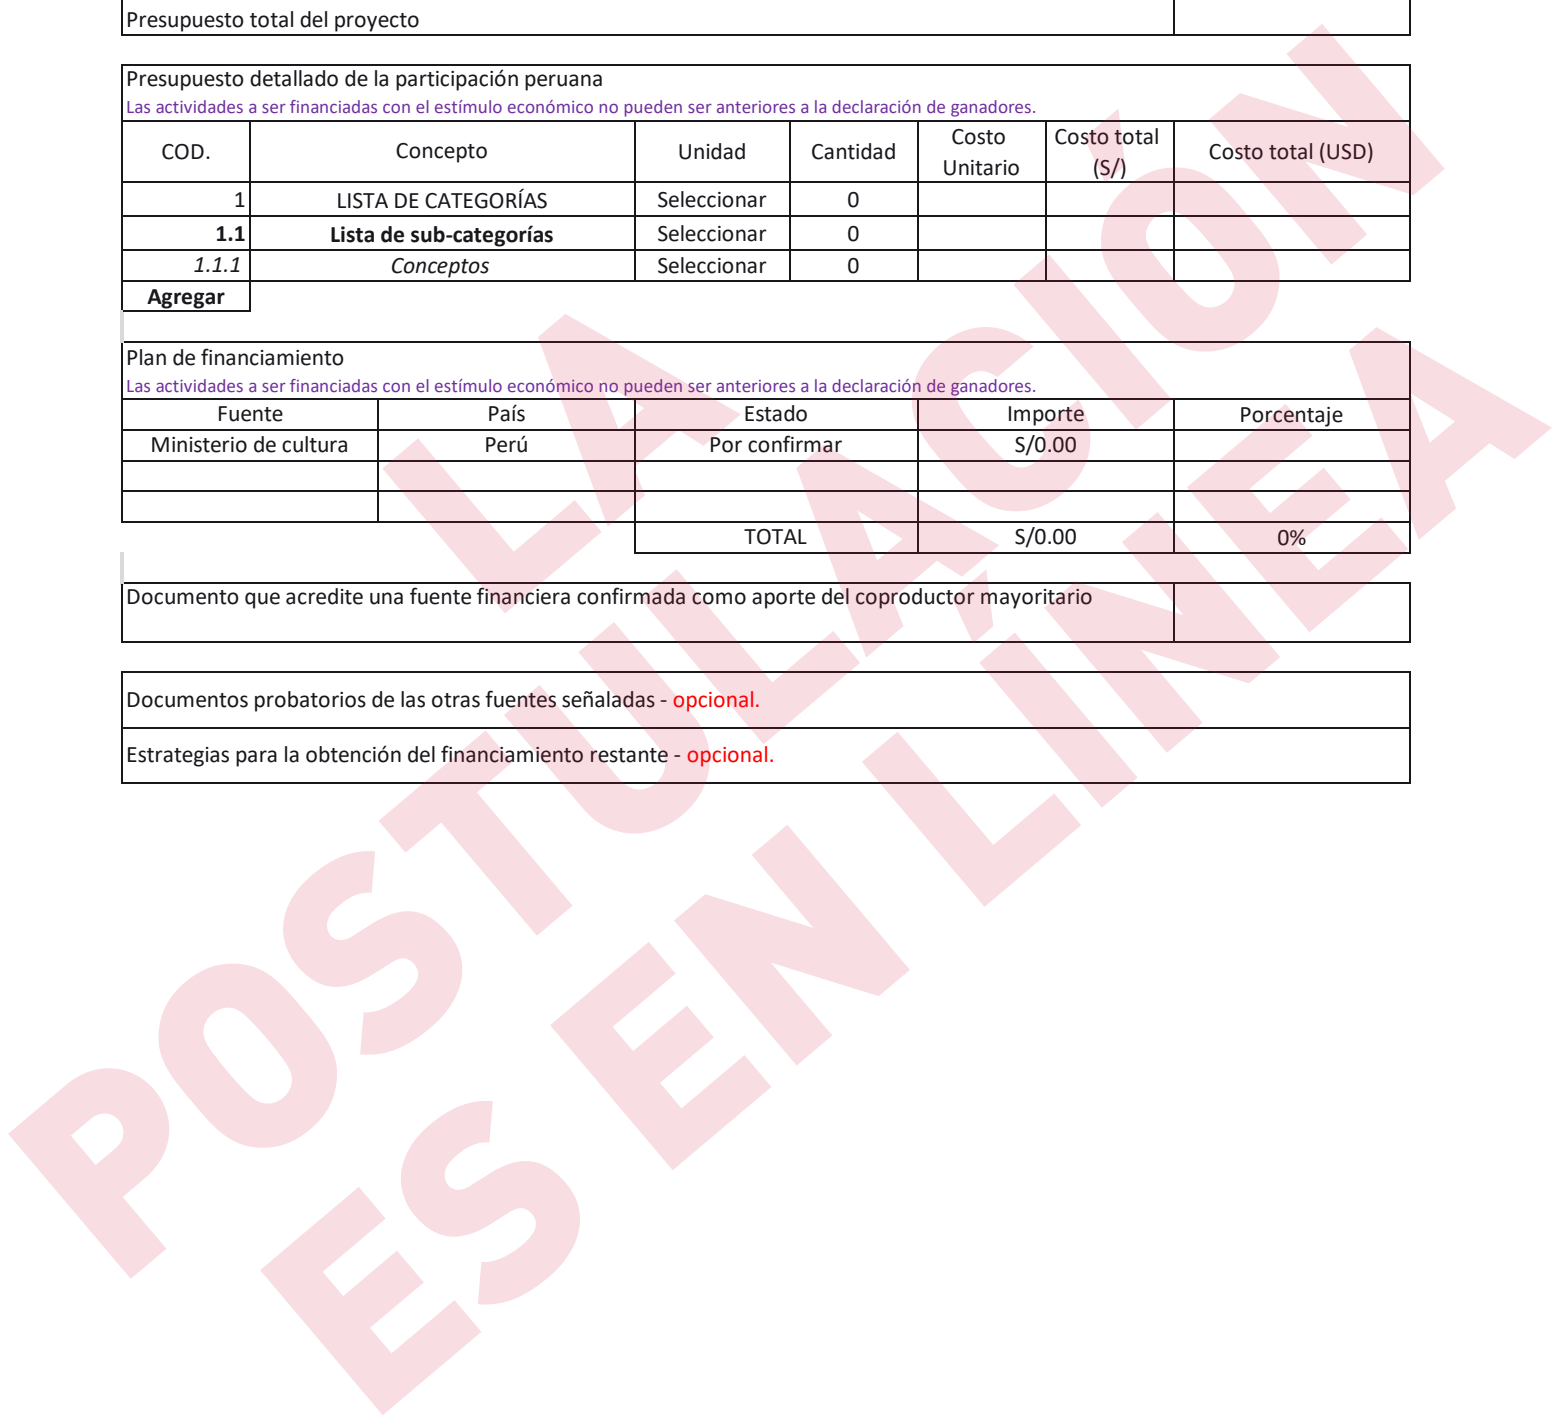 Presupuesto total del proyecto
Presupuesto detallado de la participación peruana
Las actividades a ser financiadas con el estímulo económico no pueden ser anteriores a la declaración de ganadores.
COD. Concepto Unidad Cantidad Costo Unitario Costo total (S/) Costo total (USD)
1 LISTA DE CATEGORÍAS Seleccionar 0
1.1 Lista de sub-categorías Seleccionar 0
1.1.1 Conceptos Seleccionar 0
Agregar
Plan de financiamiento
Las actividades a ser financiadas con el estímulo económico no pueden ser anteriores a la declaración de ganadores.
Fuente País Estado Importe Porcentaje
Ministerio de cultura Perú Por confirmar S/0.00
TOTAL S/0.00 0%
Documento que acredite una fuente financiera confirmada como aporte del coproductor mayoritario
Documentos probatorios de las otras fuentes señaladas - opcional.
Estrategias para la obtención del financiamiento restante - opcional.
LA
POSTULACIÓN
ES EN LÍNEA